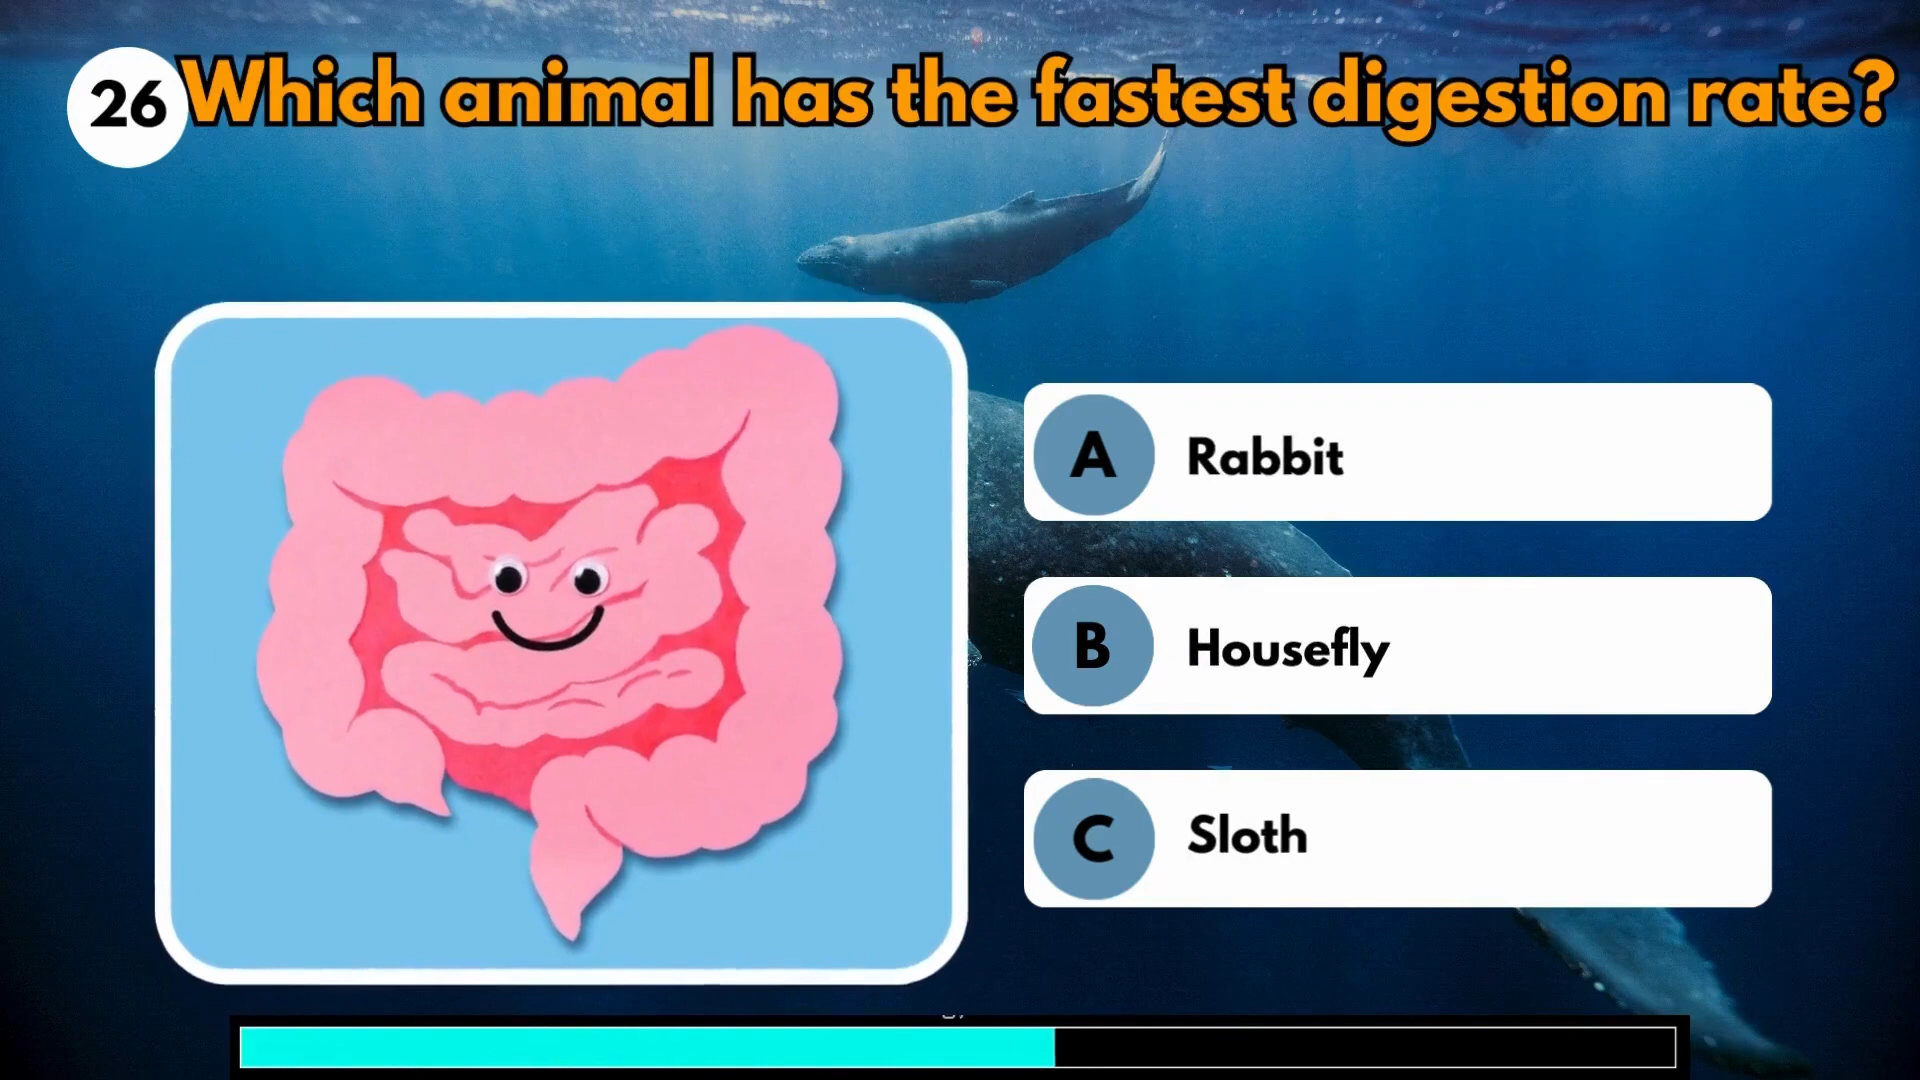 26 Which animal has the fastest digestion rate?
A Rabbit
B Housefly
C Sloth